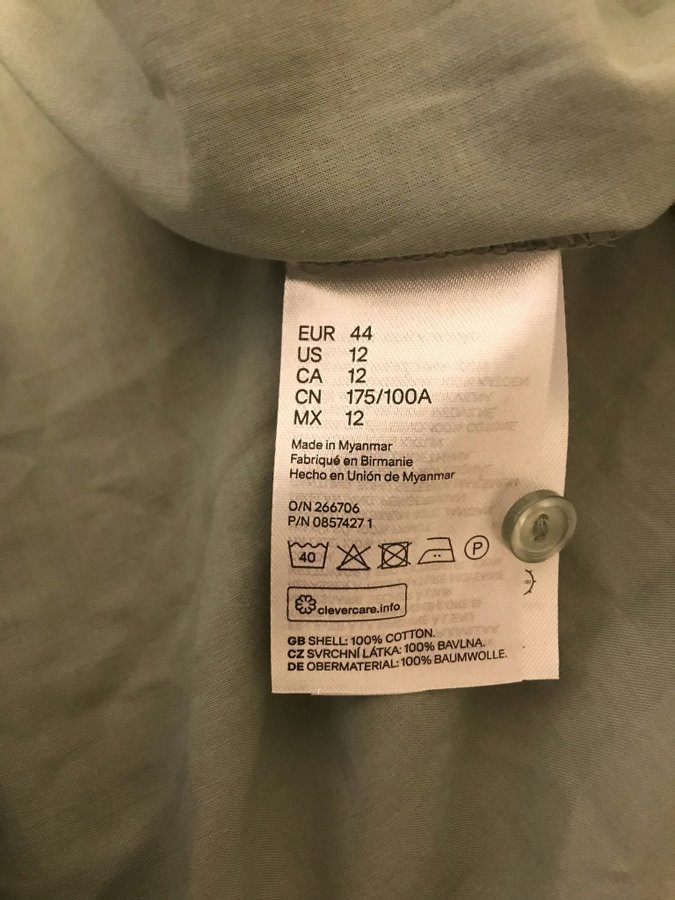 EUR 44
US 12
CA 12
CN 175/100A
MX 12
Made in Myanmar
Fabriqué en Birmanie
Hecho en Unión de Myanmar
O/N 266706
P/N 0857427 1
40 P
clevercare.info
GB SHELL: 100% COTTON.
CZ SVRCHNÍ LÁTKA: 100% BAVLNA.
DE OBERMATERIAL: 100% BAUMWOLLE.